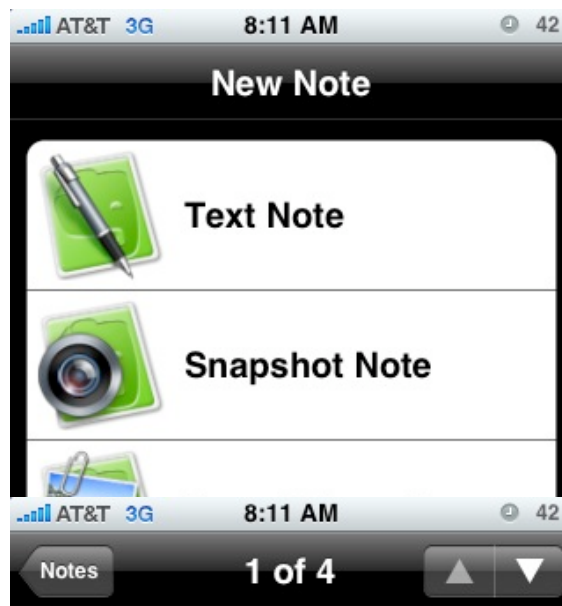 AT&T 3G 8:11 AM 42
New Note
Text Note
Snapshot Note
AT&T 3G 8:11 AM 42
Notes 1 of 4